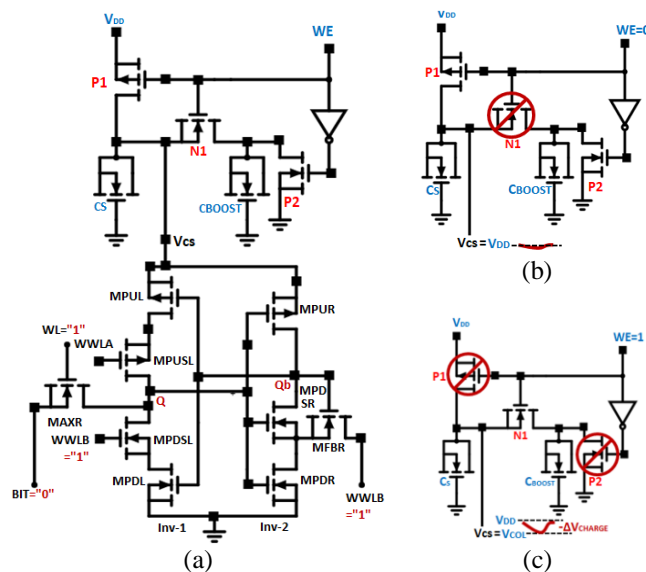 VDD
WE
P1
N1
CS
CBOOST
P2
Vcs
MPUL
MPUR
WL="1"
WWLA
MPUSL
Q
Qb
MPD
SR
MAXR
WWLB
="1"
MPDSL
MFBR
MPDL
MPDR
WWLB
="1"
BIT="0"
Inv-1
Inv-2
(a)
VDD
WE=0
P1
N1
CS
CBOOST
P2
Vcs = VDD
(b)
VDD
WE=1
P1
N1
CS
CBOOST
P2
VDD
Vcs = VCOL
-ΔVCHARGE
(c)